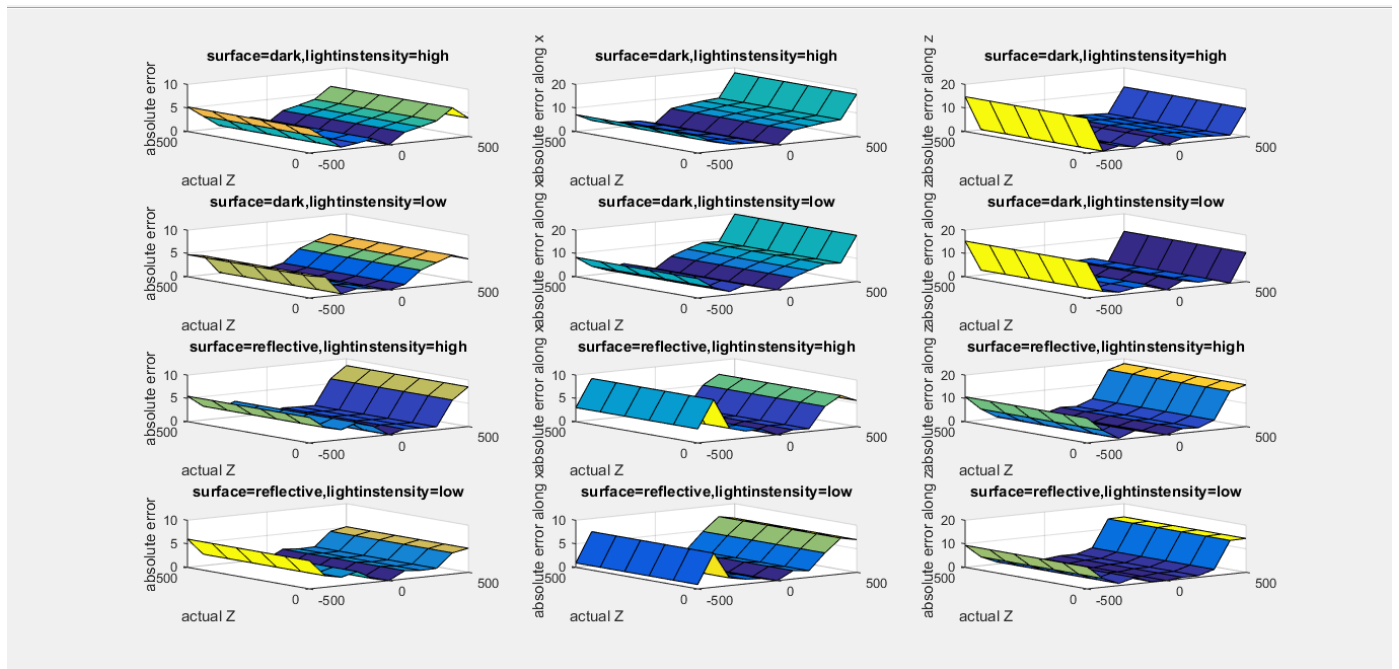 surface=dark,lightinstensity=high
absolute error
10
5
0
500
0
-500
0
500
actual Z
surface=dark,lightinstensity=high
absolute error along x
20
10
0
500
0
-500
0
500
actual Z
surface=dark,lightinstensity=high
absolute error along z
20
10
0
500
0
-500
0
500
actual Z
surface=dark,lightinstensity=low
absolute error
10
5
0
500
0
-500
0
500
actual Z
surface=dark,lightinstensity=low
absolute error along x
20
10
0
500
0
-500
0
500
actual Z
surface=dark,lightinstensity=low
absolute error along z
20
10
0
500
0
-500
0
500
actual Z
surface=reflective,lightinstensity=high
absolute error
10
5
0
500
0
-500
0
500
actual Z
surface=reflective,lightinstensity=high
absolute error along x
10
5
0
500
0
-500
0
500
actual Z
surface=reflective,lightinstensity=high
absolute error along z
20
10
0
500
0
-500
0
500
actual Z
surface=reflective,lightinstensity=low
absolute error
10
5
0
500
0
-500
0
500
actual Z
surface=reflective,lightinstensity=low
absolute error along x
10
5
0
500
0
-500
0
500
actual Z
surface=reflective,lightinstensity=low
absolute error along z
20
10
0
500
0
-500
0
500
actual Z